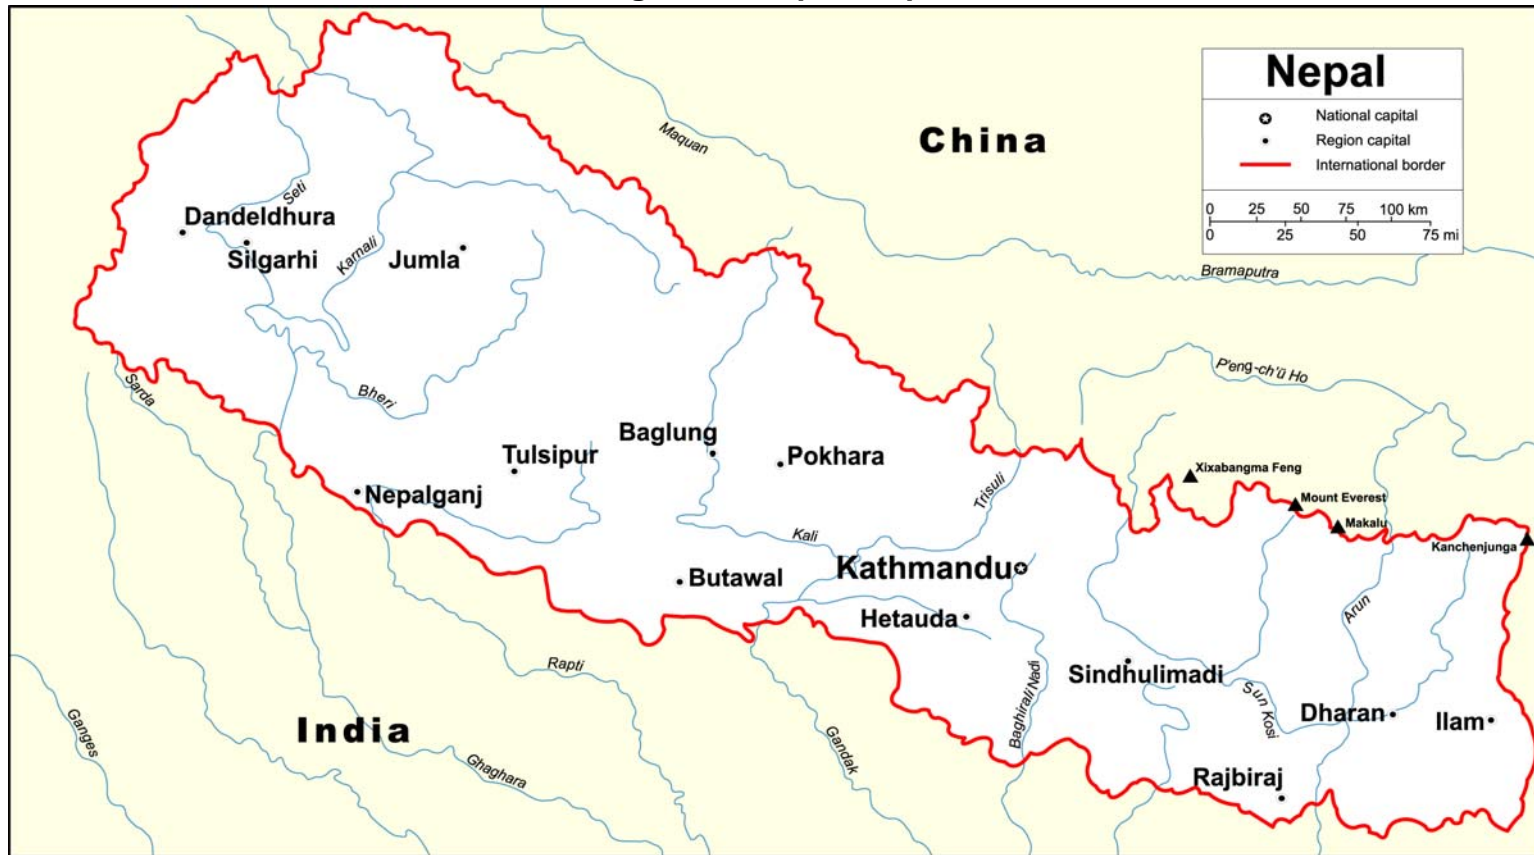 Nepal
National capital
Region capital
International border
0 25 50 75 100 km
0 25 50 75 mi
China
India
Maquan
Bramaputra
P'eng-ch'ü Ho
Seti
Dandeldhura
Silgarhi
Karnali
Jumla
Sarda
Bheri
Baglung
Tulsipur
Pokhara
Nepalganj
Trisuli
Xixabangma Feng
Mount Everest
Makalu
Kanchenjunga
Kali
Kathmandu
Butawal
Hetauda
Arun
Rapti
Sindhulimadi
Baghirali Nadi
Sun Kosi
Dharan
Ilam
Ganges
Gandak
Ghaghara
Rajbiraj